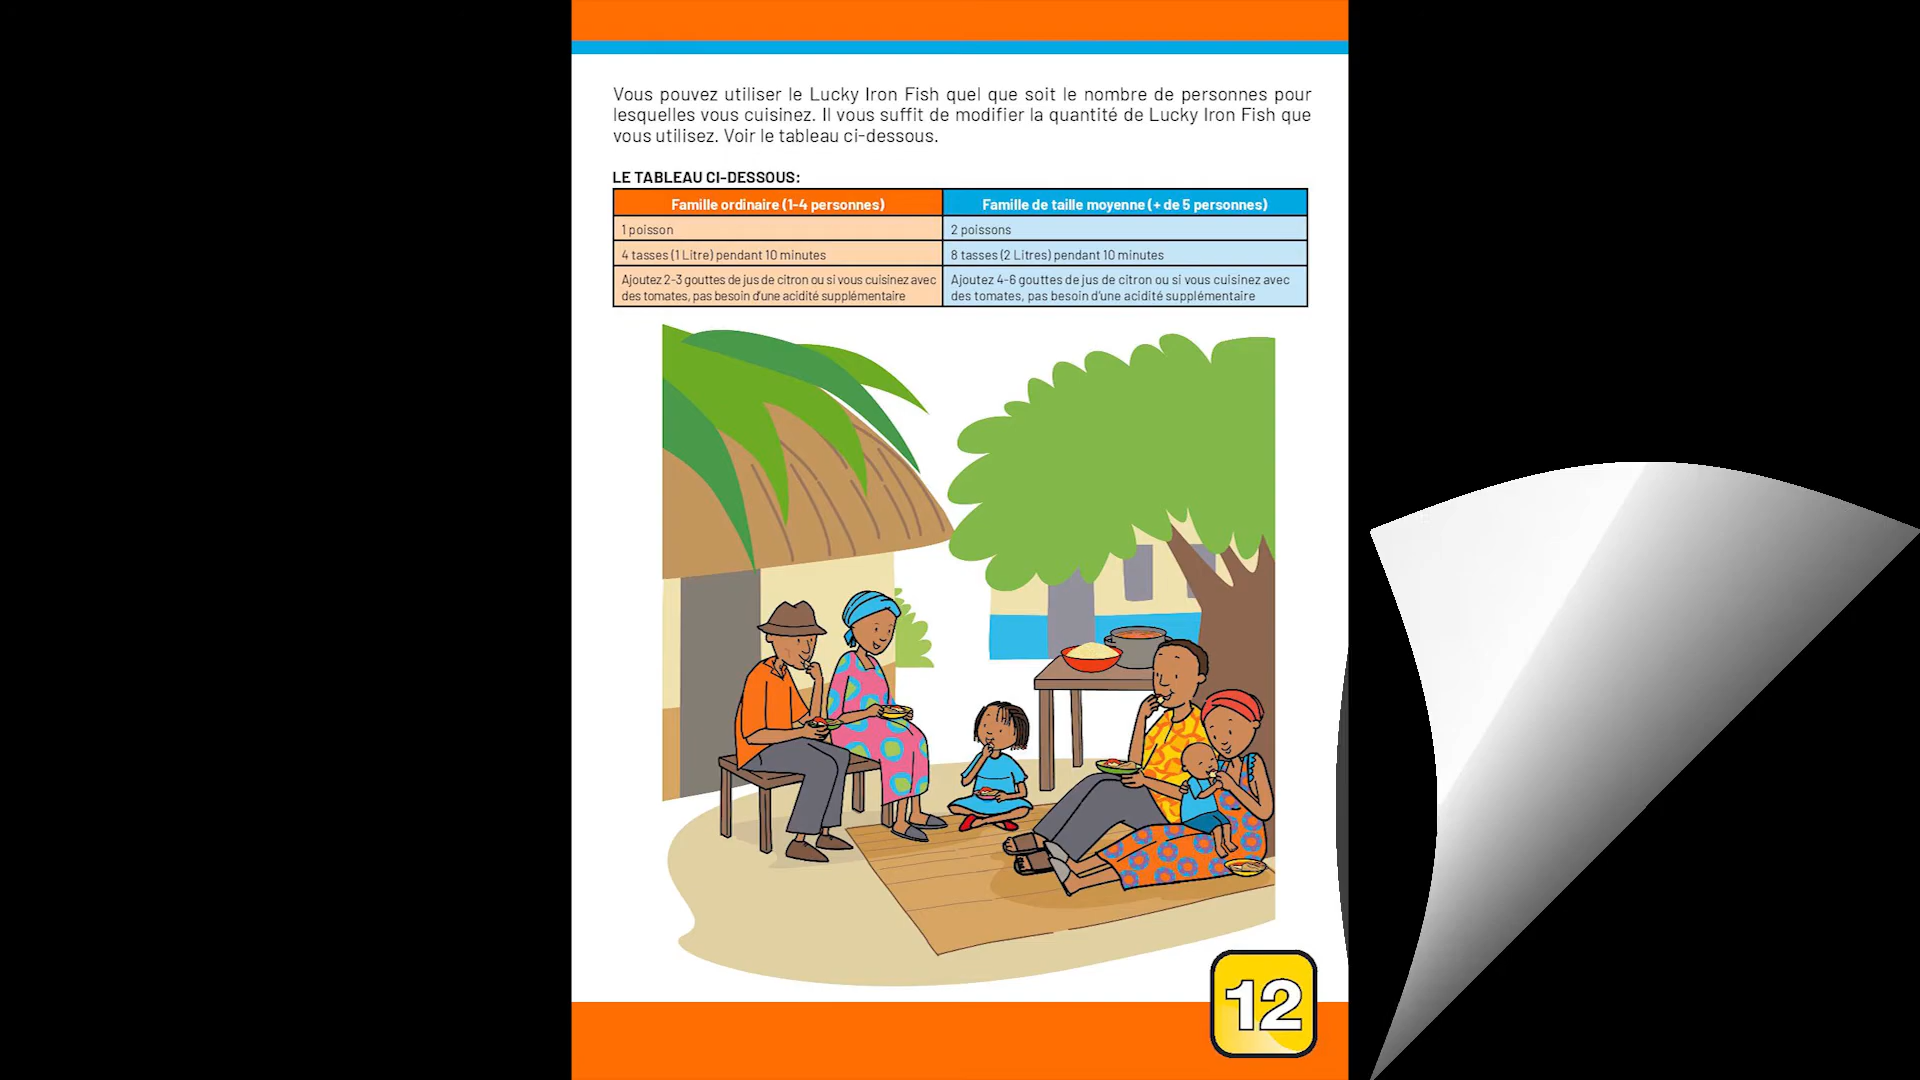 Vous pouvez utiliser le Lucky Iron Fish quel que soit le nombre de personnes pour
lesquelles vous cuisinez. Il vous suffit de modifier la quantité de Lucky Iron Fish que
vous utilisez. Voir le tableau ci-dessous.
LE TABLEAU CI-DESSOUS:
Famille ordinaire (1-4 personnes)
Famille de taille moyenne (+ de 5 personnes)
1 poisson
2 poissons
4 tasses (1 Litre) pendant 10 minutes
8 tasses (2 Litres) pendant 10 minutes
Ajoutez 2-3 gouttes de jus de citron ou si vous cuisinez avec
des tomates, pas besoin d'une acidité supplémentaire
Ajoutez 4-6 gouttes de jus de citron ou si vous cuisinez avec
des tomates, pas besoin d'une acidité supplémentaire
12